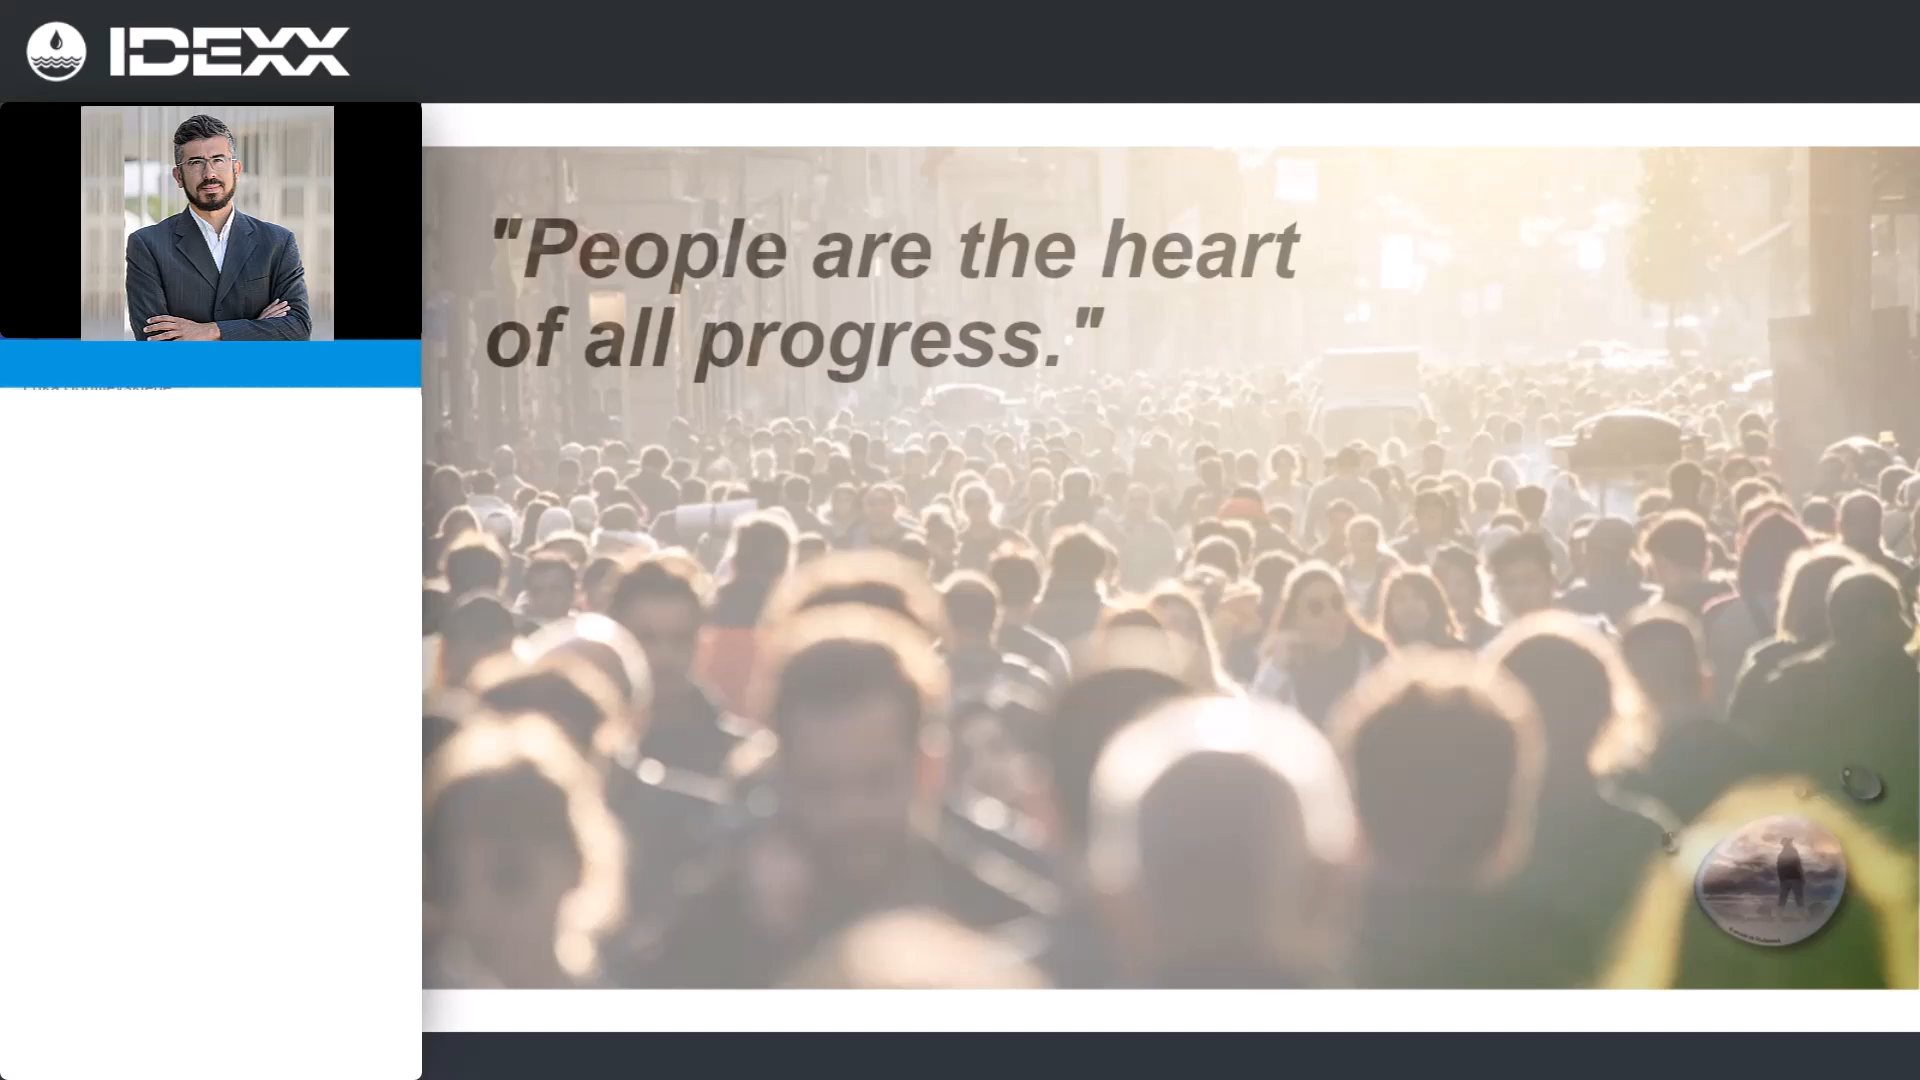 IDEXX
"People are the heart
of all progress."